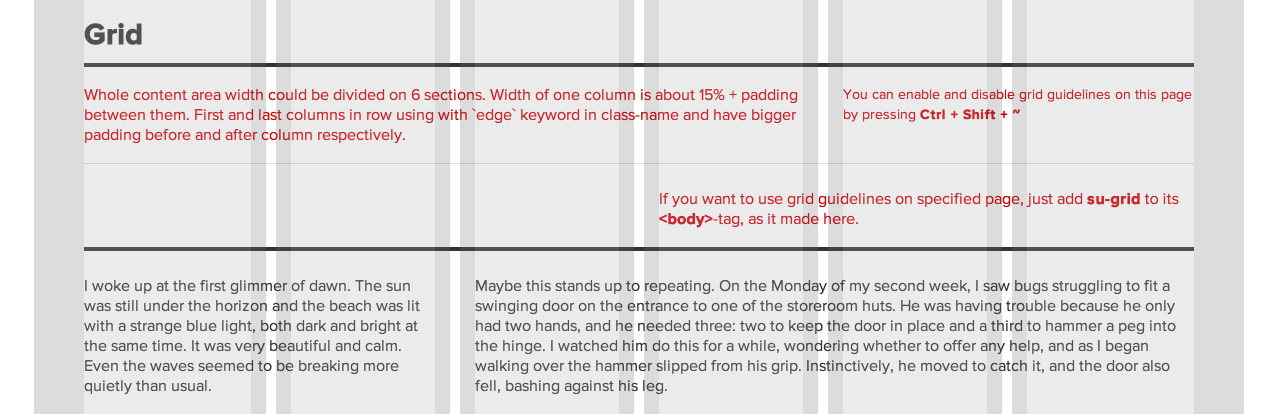 Grid
Whole content area width could be divided on 6 sections. Width of one column is about 15% + padding
between them. First and last columns in row using with `edge` keyword in class-name and have bigger
padding before and after column respectively.
You can enable and disable grid guidelines on this page
by pressing Ctrl + Shift + ~
If you want to use grid guidelines on specified page, just add su-grid to its
<body>-tag, as it made here.
I woke up at the first glimmer of dawn. The sun
was still under the horizon and the beach was lit
with a strange blue light, both dark and bright at
the same time. It was very beautiful and calm.
Even the waves seemed to be breaking more
quietly than usual.
Maybe this stands up to repeating. On the Monday of my second week, I saw bugs struggling to fit a
swinging door on the entrance to one of the storeroom huts. He was having trouble because he only
had two hands, and he needed three: two to keep the door in place and a third to hammer a peg into
the hinge. I watched him do this for a while, wondering whether to offer any help, and as I began
walking over the hammer slipped from his grip. Instinctively, he moved to catch it, and the door also
fell, bashing against his leg.